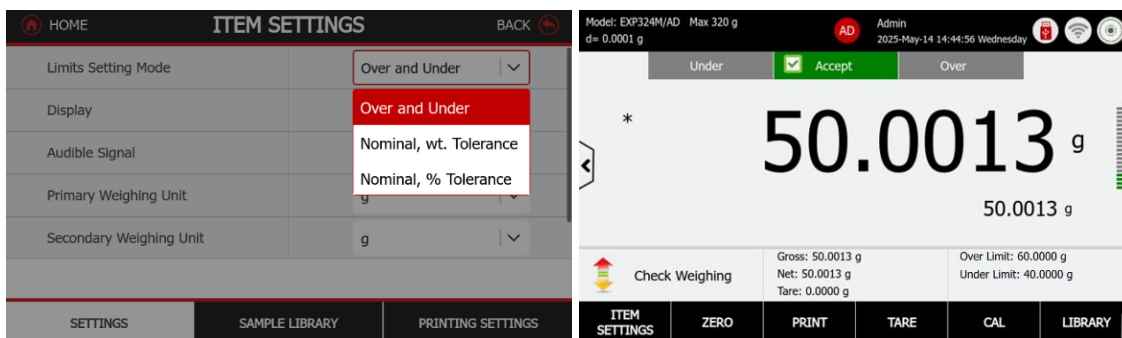 HOME ITEM SETTINGS BACK
Limits Setting Mode Over and Under
Display Over and Under
Audible Signal Nominal, wt. Tolerance
Nominal, % Tolerance
Primary Weighing Unit g
Secondary Weighing Unit g
SETTINGS SAMPLE LIBRARY PRINTING SETTINGS
Model: EXP324M/AD Max 320 g
d= 0.0001 g
AD
Admin
2025-May-14 14:44:56 Wednesday
Under Accept Over
* 50.0013 g
50.0013 g
Check Weighing
Gross: 50.0013 g
Net: 50.0013 g
Tare: 0.0000 g
Over Limit: 60.0000 g
Under Limit: 40.0000 g
ITEM SETTINGS ZERO PRINT TARE CAL LIBRARY